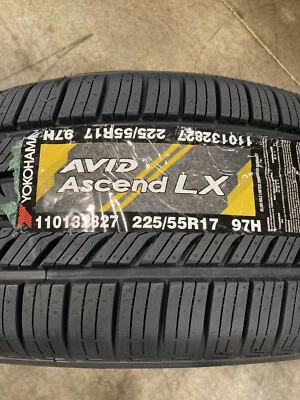 110132827 225/55R17 97H
YOKOHAMA
AVID
Ascend LX
110132827 225/55R17 97H